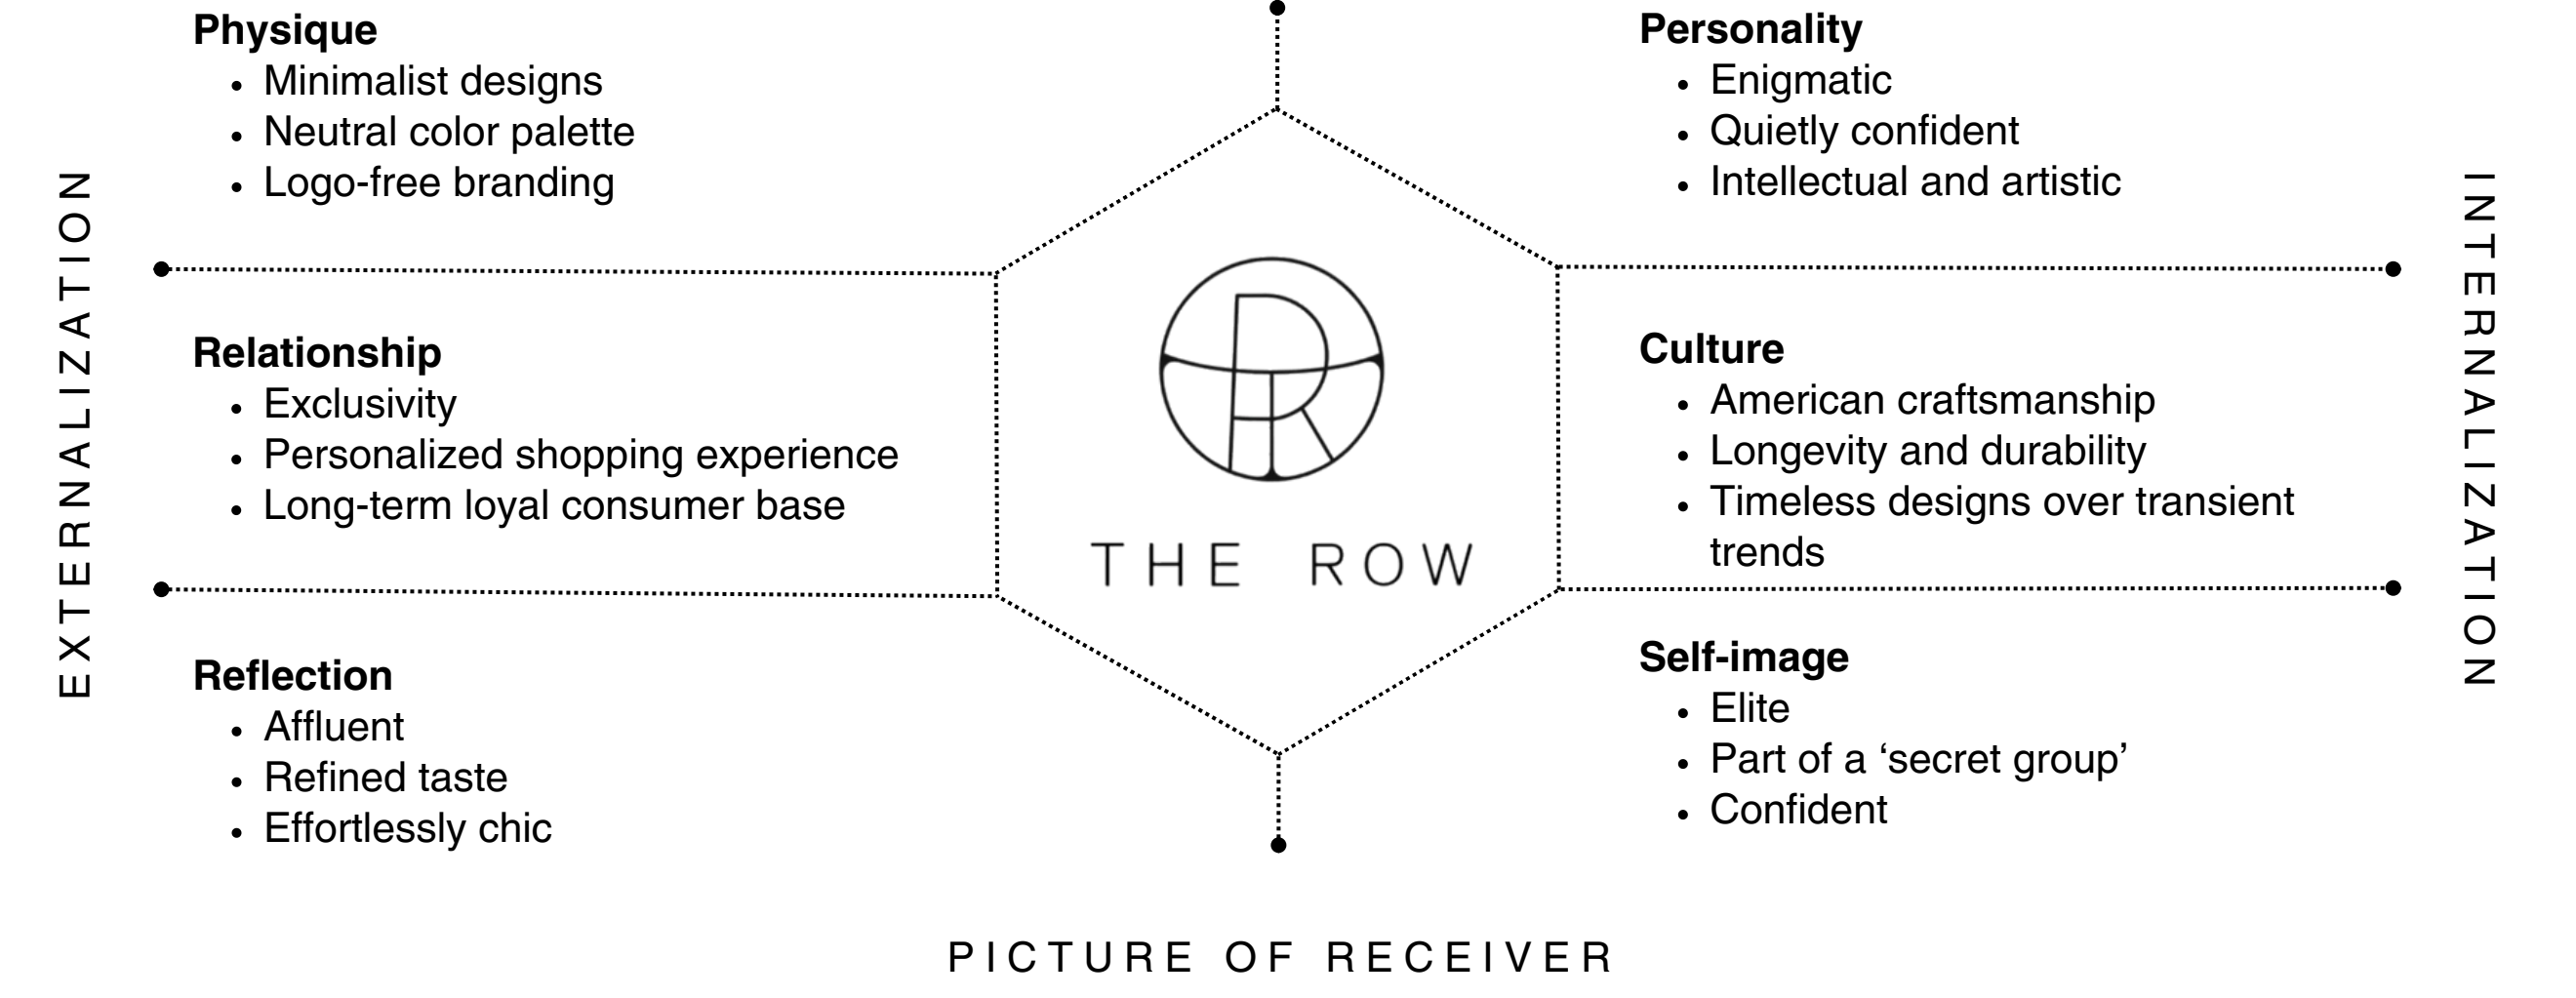 Physique
• Minimalist designs
• Neutral color palette
• Logo-free branding
Personality
• Enigmatic
• Quietly confident
• Intellectual and artistic
EXTERNALIZATION
INTERNALIZATION
Relationship
• Exclusivity
• Personalized shopping experience
• Long-term loyal consumer base
THE ROW
Culture
• American craftsmanship
• Longevity and durability
• Timeless designs over transient
trends
Reflection
• Affluent
• Refined taste
• Effortlessly chic
Self-image
• Elite
• Part of a ‘secret group’
• Confident
PICTURE OF RECEIVER